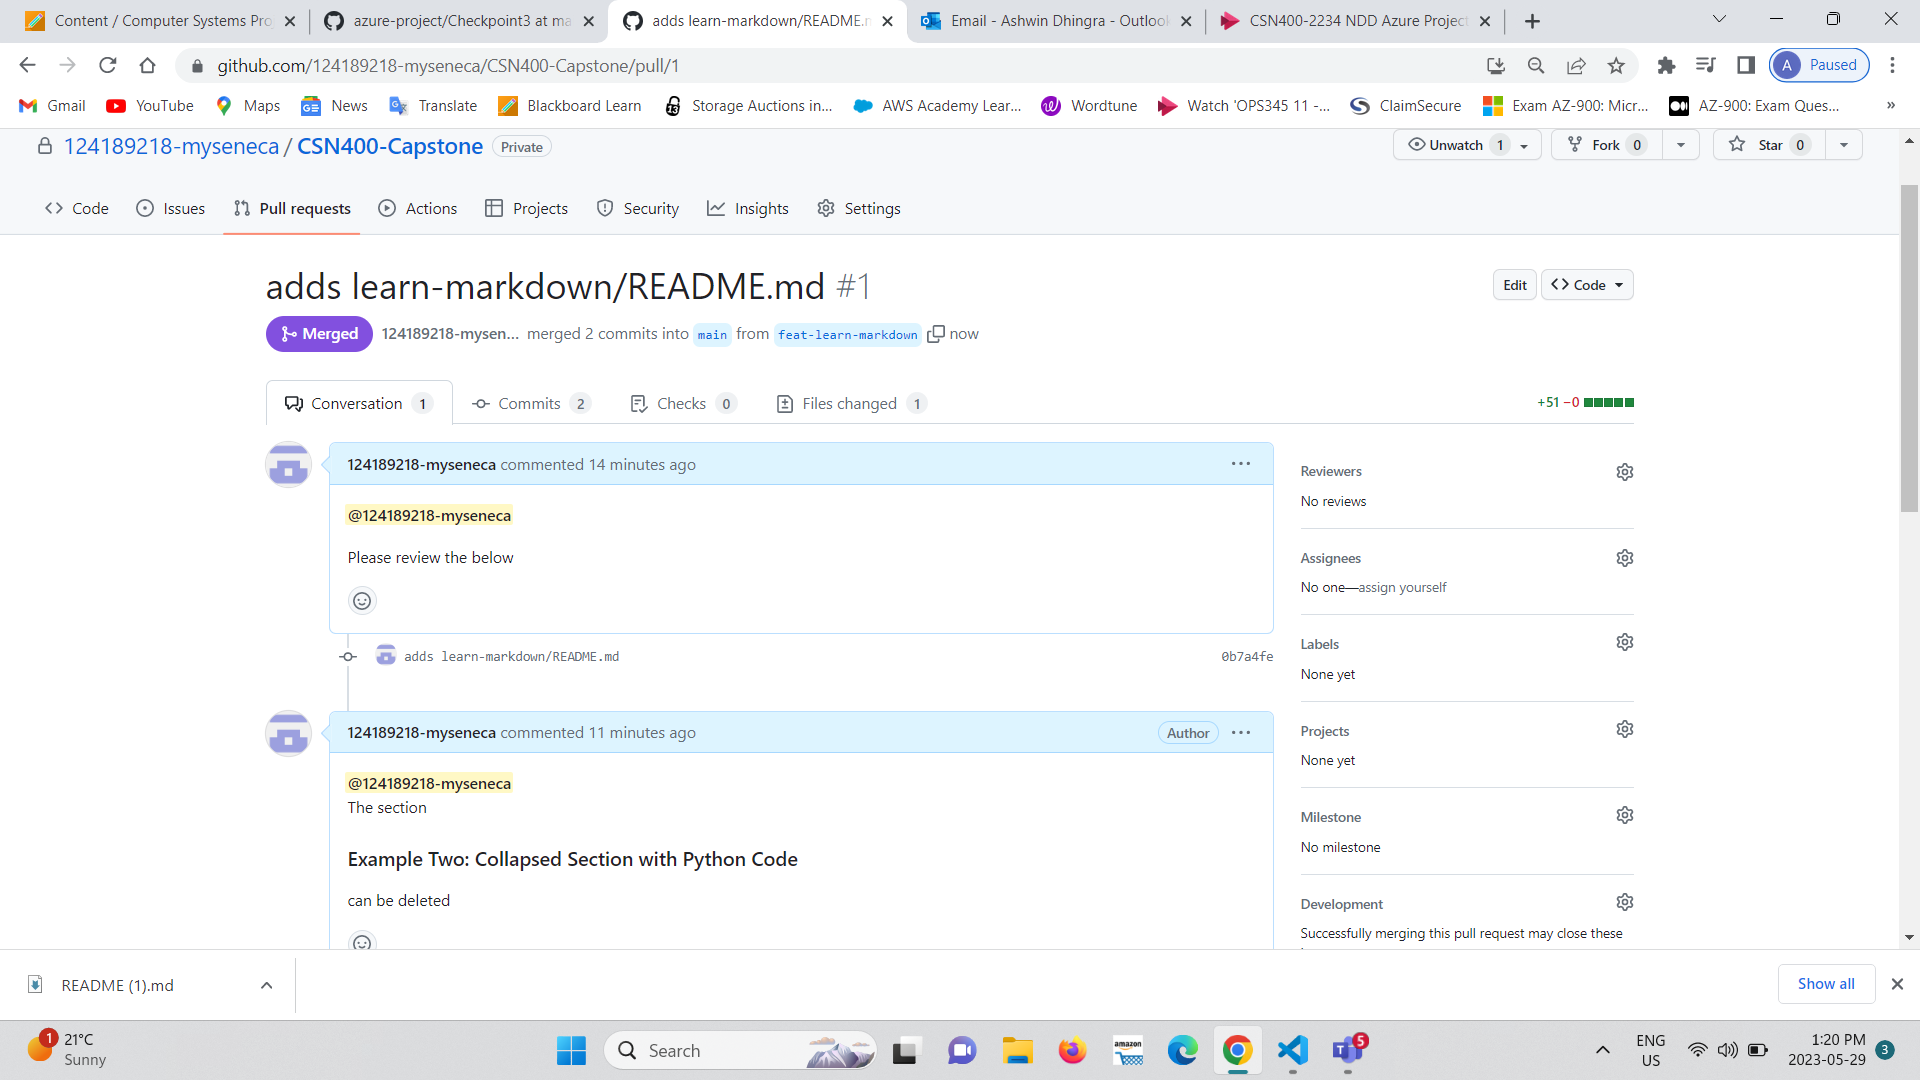 Content / Computer Systems Pro
azure-project/Checkpoint3 at ma
adds learn-markdown/README.m
Email - Ashwin Dhingra - Outlook
CSN400-2234 NDD Azure Project
github.com/124189218-myseneca/CSN400-Capstone/pull/1
A Paused
Gmail
YouTube
Maps
News
Translate
Blackboard Learn
Storage Auctions in...
AWS Academy Lear...
Wordtune
Watch 'OPS345 11 -...
ClaimSecure
Exam AZ-900: Micr...
AZ-900: Exam Ques...
»
124189218-myseneca / CSN400-Capstone Private
Unwatch 1
Fork 0
Star 0
Code
Issues
Pull requests
Actions
Projects
Security
Insights
Settings
adds learn-markdown/README.md #1
Edit
<> Code
Merged 124189218-mysen... merged 2 commits into main from feat-learn-markdown now
Conversation 1
Commits 2
Checks 0
Files changed 1
+51 −0
124189218-myseneca commented 14 minutes ago
@124189218-myseneca
Please review the below
adds learn-markdown/README.md 0b7a4fe
124189218-myseneca commented 11 minutes ago Author
@124189218-myseneca
The section
Example Two: Collapsed Section with Python Code
can be deleted
Reviewers
No reviews
Assignees
No one—assign yourself
Labels
None yet
Projects
None yet
Milestone
No milestone
Development
Successfully merging this pull request may close these
README (1).md
Show all
1
21°C
Sunny
Search
amazon
5
ENG
US
1:20 PM
2023-05-29
3